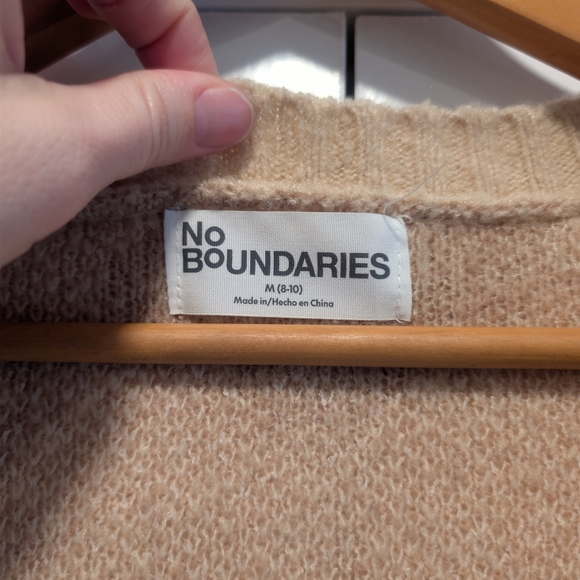 No
BoUNDARIES
M (8-10)
Made in/Hecho en China